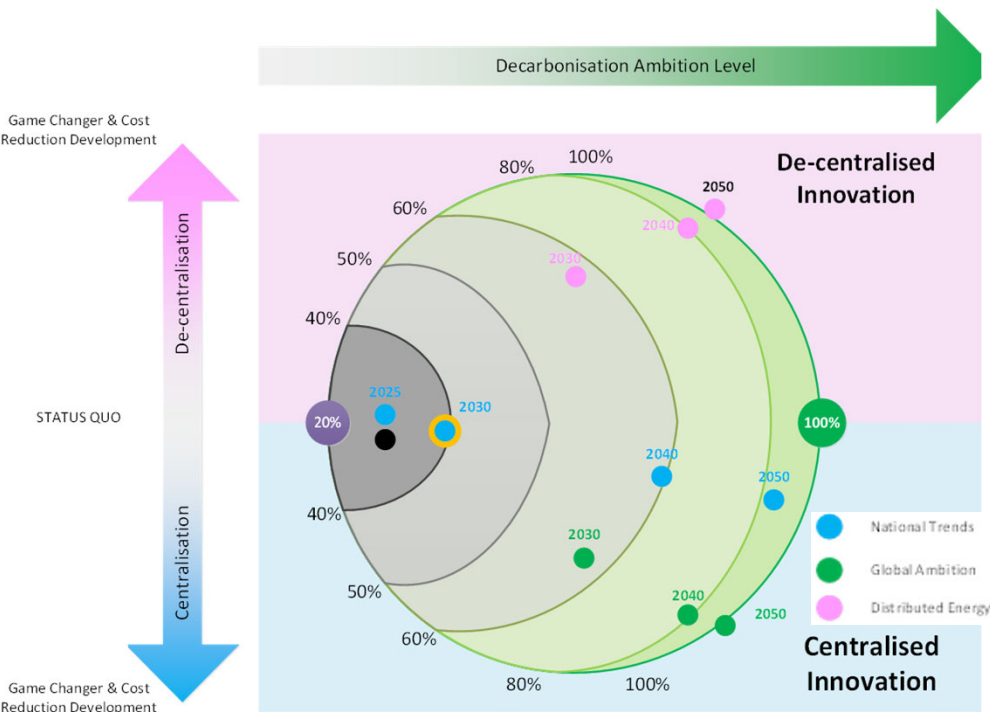 Decarbonisation Ambition Level
Game Changer & Cost
Reduction Development
De-centralisation
STATUS QUO
Centralisation
Game Changer & Cost
Reduction Development
De-centralised
Innovation
80%
100%
60%
50%
40%
20%
40%
50%
60%
80%
100%
100%
2050
2040
2030
2025
2030
2040
2050
2030
2040
2050
National Trends
Global Ambition
Distributed Energy
Centralised
Innovation